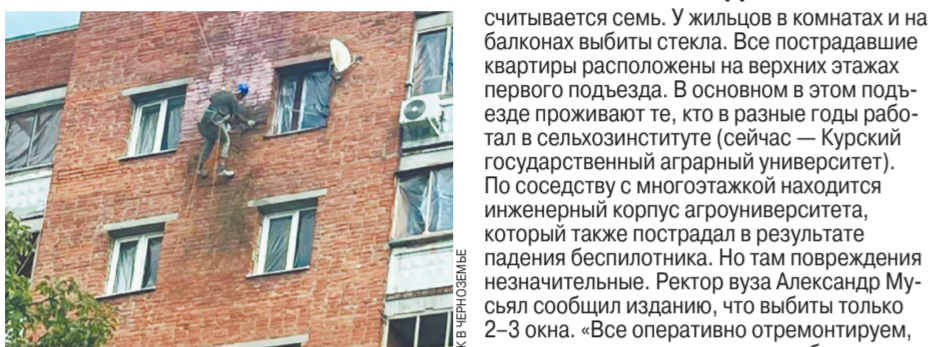 считывается семь. У жильцов в комнатах и на
балконах выбиты стекла. Все пострадавшие
квартиры расположены на верхних этажах
первого подъезда. В основном в этом подъ-
езде проживают те, кто в разные годы рабо-
тал в сельхозинституте (сейчас — Курский
государственный аграрный университет).
По соседству с многоэтажкой находится
инженерный корпус агроуниверситета,
который также пострадал в результате
падения беспилотника. Но там повреждения
незначительные. Ректор вуза Александр Му-
сьял сообщил изданию, что выбиты только
2–3 окна. «Все оперативно отремонтируем,
К В ЧЕРНОЗЕМЬЕ